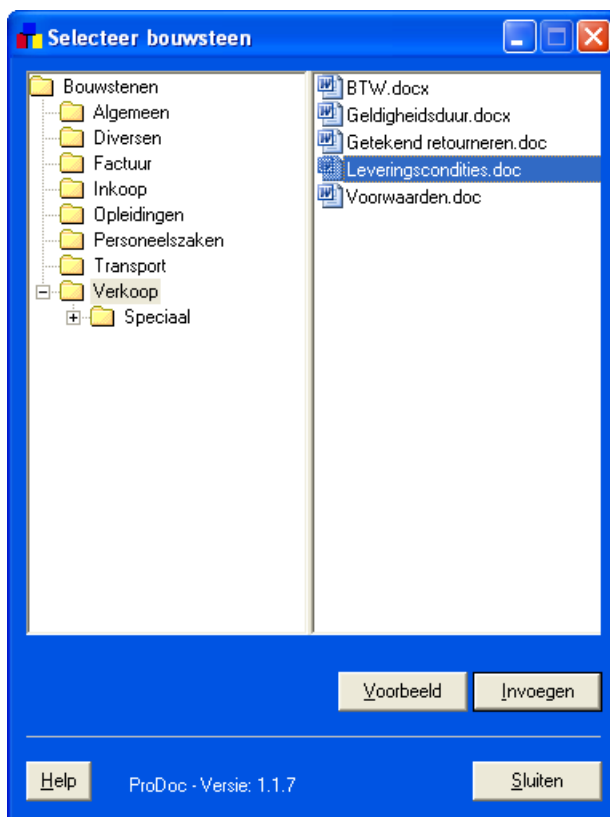 Selecteer bouwsteen
Bouwstenen
Algemeen
Diversen
Factuur
Inkoop
Opleidingen
Personeelszaken
Transport
Verkoop
Speciaal
BTW.docx
Geldigheidsduur.docx
Getekend retourneren.doc
Leveringscondities.doc
Voorwaarden.doc
Voorbeeld
Invoegen
Help
ProDoc - Versie: 1.1.7
Sluiten